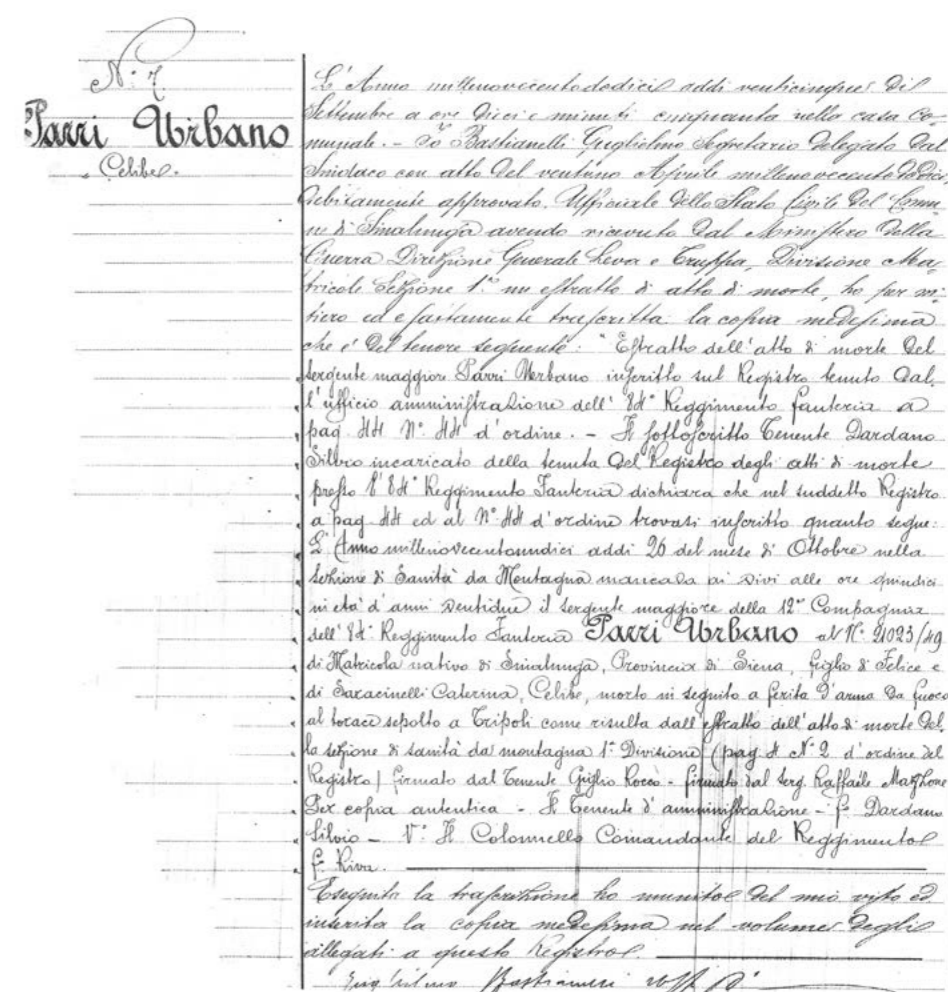 N.° 7
Parri Urbano
Celibe.
L'Anno millenovecentododici addì venticinque del
Settembre a ore dieci e minuti cinquanta nella casa Co-
munale. - Io Bastianelli Guglielmo Segretario delegato dal
Sindaco con atto del ventuno Aprile millenovecentododici,
debitamente approvato, Ufficiale dello Stato Civile del Comu-
ne di Sinalunga avendo ricevuto dal Ministero della
Guerra Direzione Generale Leva e Truppa, Divisione Ma-
tricole Sezione 1ª un estratto di atto di morte, ho per in-
tiero ed esattamente trascritta la copia medesima
che è del tenore seguente: "Estratto dell'atto di morte del
sergente maggiore Parri Urbano inscritto sul Registro tenuto dal-
l'ufficio amministrazione dell' 84° Reggimento fanteria a
pag. 44 N° 44 d'ordine. - Il sottoscritto Tenente Dardano
Silvio incaricato della tenuta del Registro degli atti di morte
presso l'84° Reggimento Fanteria dichiara che nel suddetto Registro
a pag. 44 ed al N° 44 d'ordine trovasi inscritto quanto segue:
L'Anno millenovecentoundici addì 26 del mese di Ottobre nella
Sezione di Sanità da Montagna mancava ai vivi alle ore quindici
in età d'anni ventidue il sergente maggiore della 12ª Compagnia
dell' 84° Reggimento Fanteria Parri Urbano al N° 21023/49
di Matricola nativo di Sinalunga, Provincia di Siena, figlio di Felice e
di Saracinelli Caterina, Celibe, morto in seguito a ferita d'arma da fuoco
al torace sepolto a Tripoli come risulta dall'estratto dell'atto di morte del-
la sezione di sanità da montagna 1ª Divisione (pag 4 N° 2 d'ordine del
Registro) firmato dal Tenente Giglio Rocco - firmato dal Serg. Raffaele
Per copia autentica - Il Tenente d'amministrazione - f° Dardano
Silvio - V° Il Colonnello Comandante del Reggimento
f° Riva.
Eseguita la trascrizione ho munito del mio visto ed
inserita la copia medesima nel volume degli
allegati a questo Registro.
Guglielmo Bastianelli